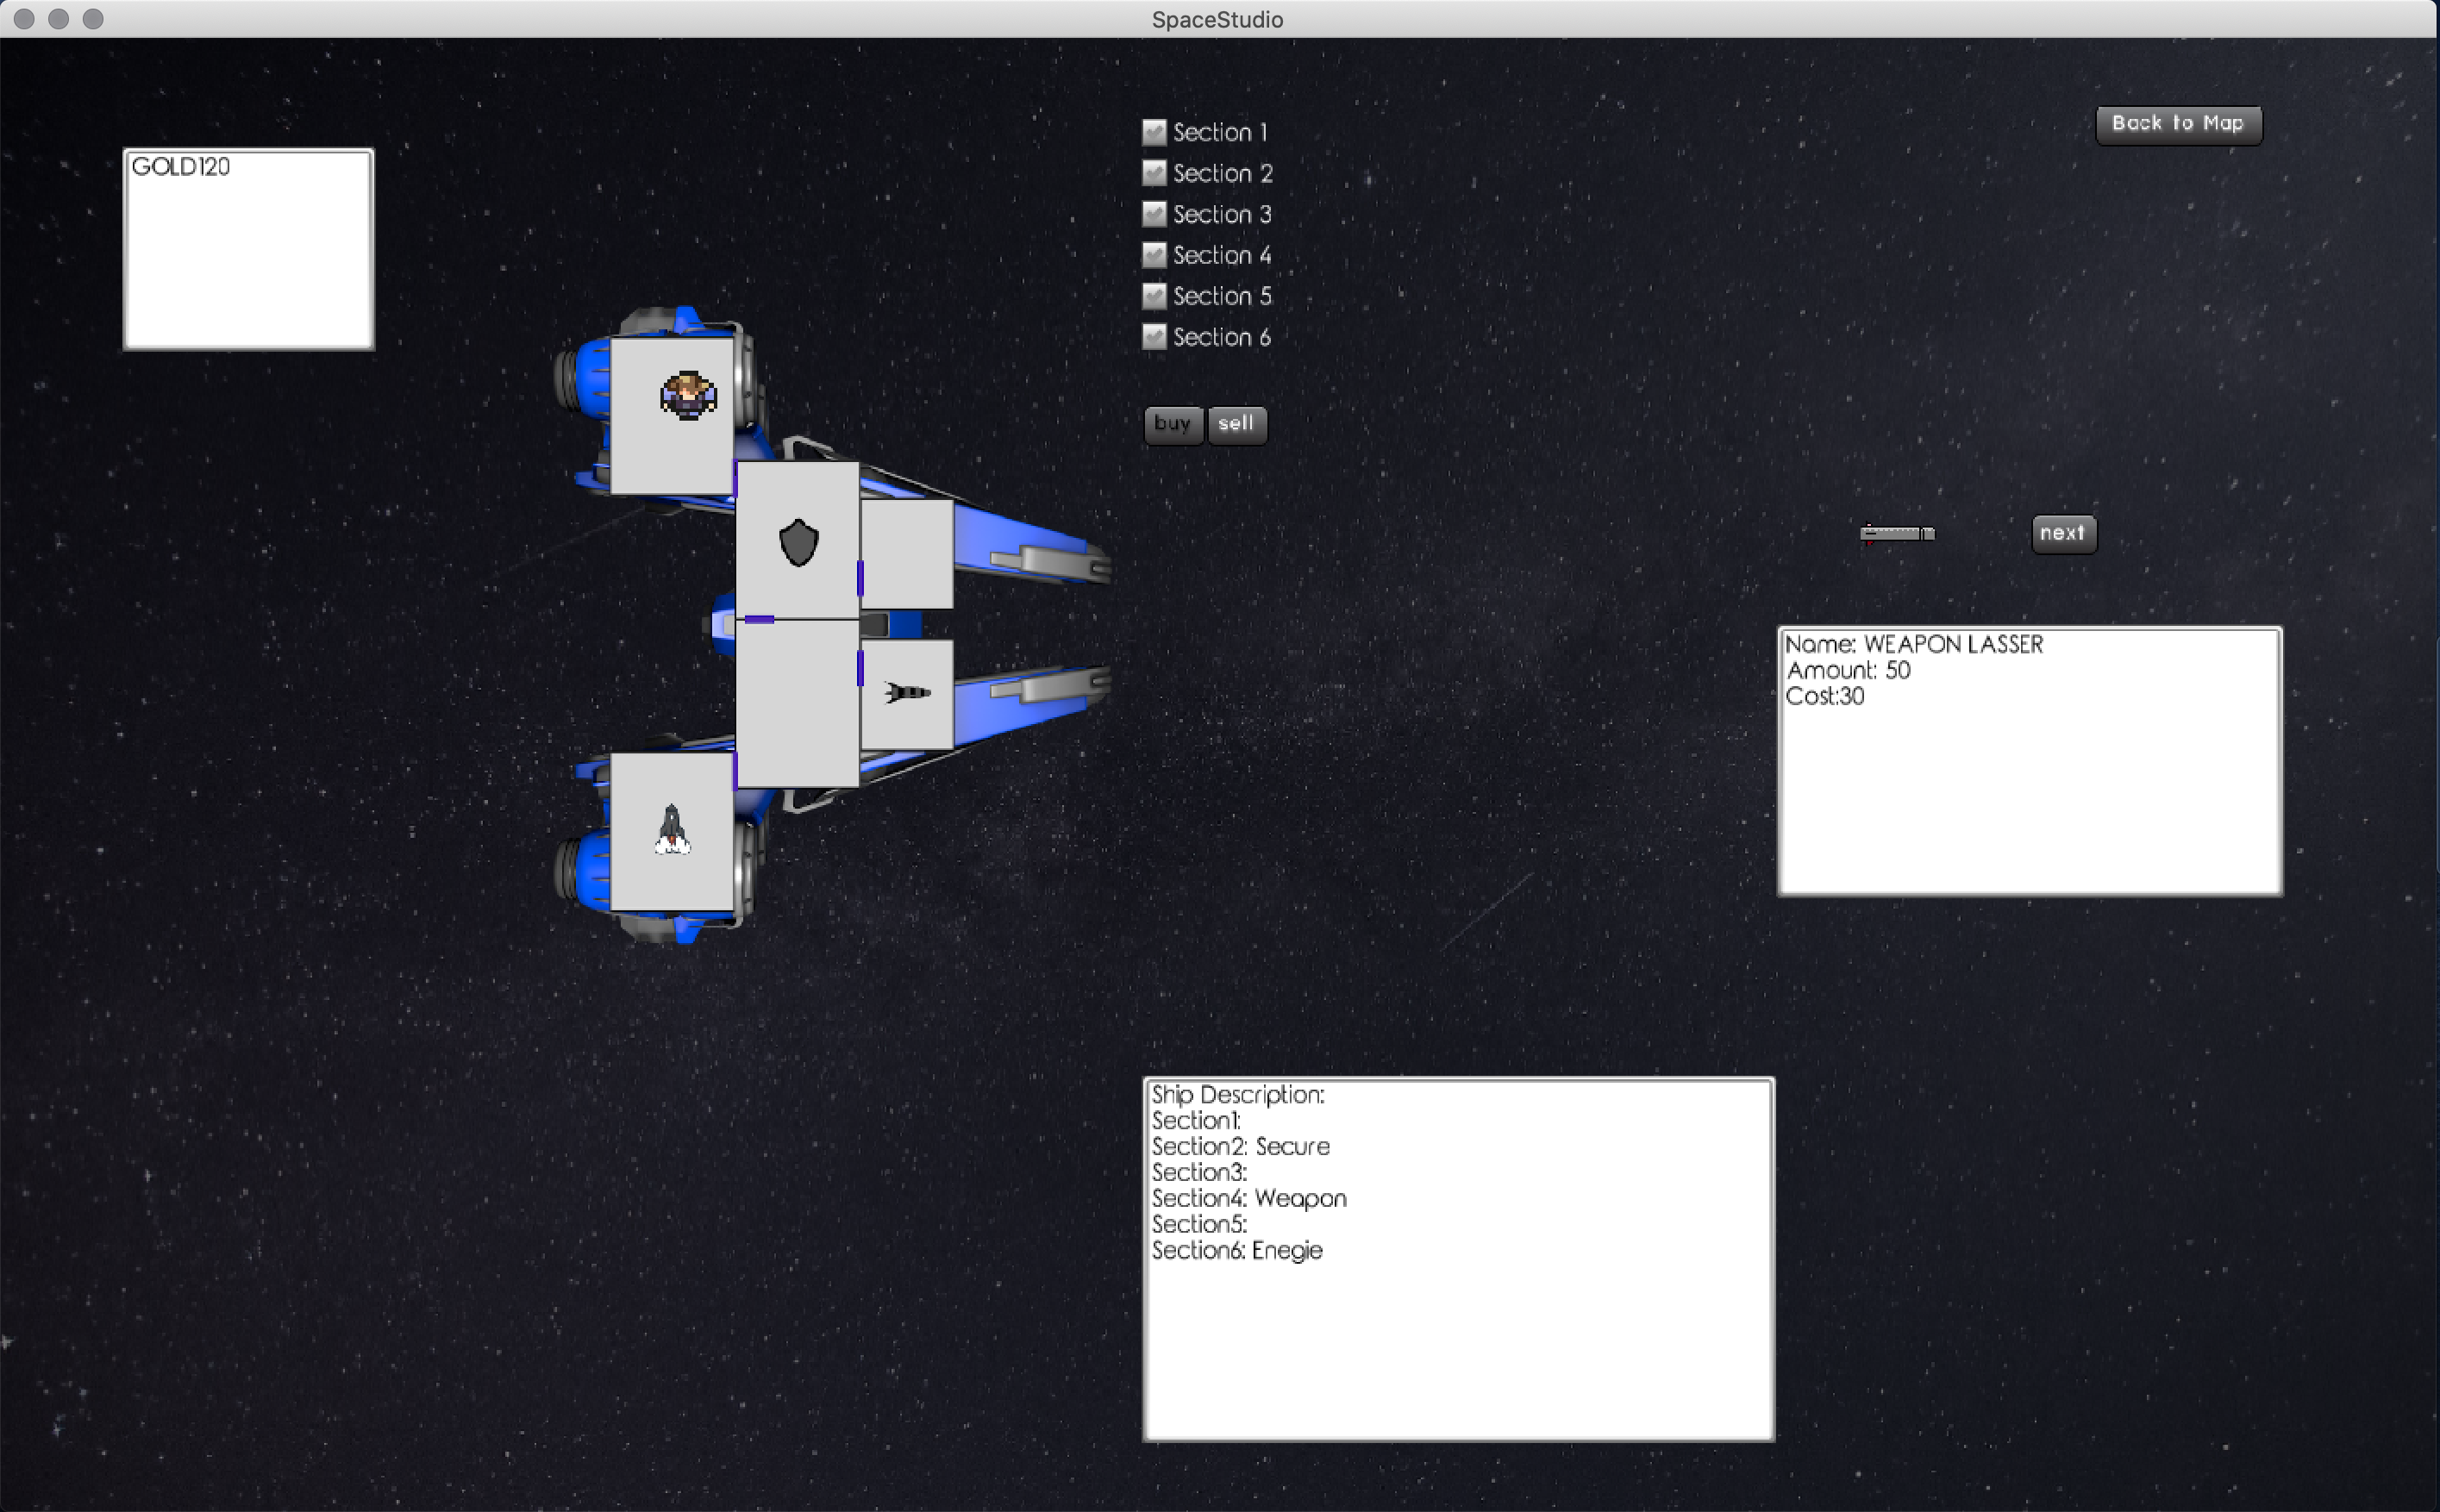 SpaceStudio
Back to Map
GOLD120
Section 1
Section 2
Section 3
Section 4
Section 5
Section 6
buy sell
next
Name: WEAPON LASSER
Amount: 50
Cost:30
Ship Description:
Section1:
Section2: Secure
Section3:
Section4: Weapon
Section5:
Section6: Enegie